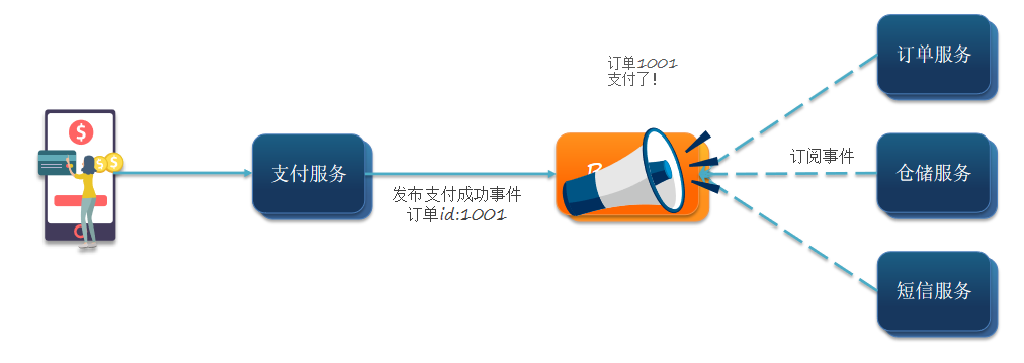 订单1001
支付了!
订单服务
支付服务
发布支付成功事件
订单id:1001
订阅事件
仓储服务
短信服务